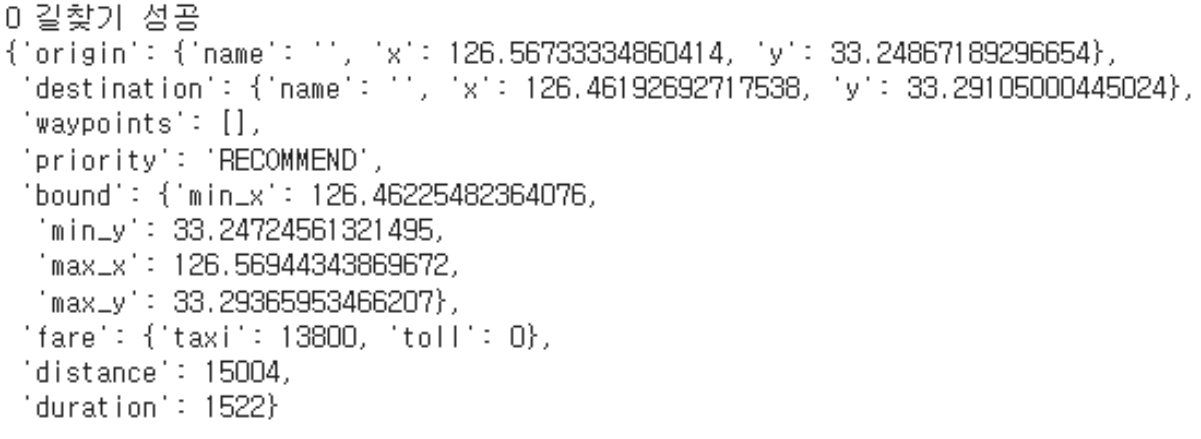 0 길찾기 성공
{'origin': {'name': '', 'x': 126.56733334860414, 'y': 33.24867189296654},
'destination': {'name': '', 'x': 126.46192692717538, 'y': 33.29105000445024},
'waypoints': [],
'priority': 'RECOMMEND',
'bound': {'min_x': 126.46225482364076,
'min_y': 33.24724561321495,
'max_x': 126.56944343869672,
'max_y': 33.29365953466207},
'fare': {'taxi': 13800, 'toll': 0},
'distance': 15004,
'duration': 1522}